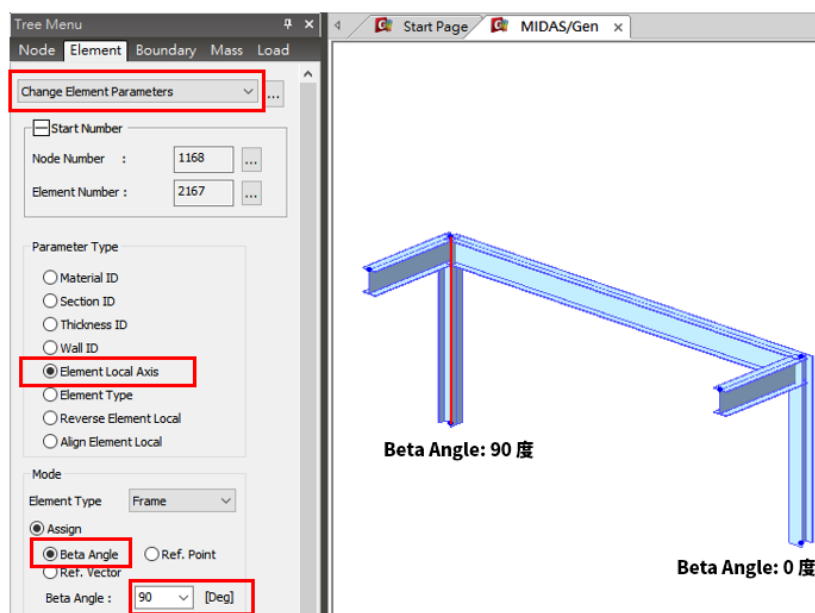 Tree Menu
Start Page
MIDAS/Gen
Node Element Boundary Mass Load
Change Element Parameters
...
Start Number
Node Number : 1168 ...
Element Number : 2167 ...
Parameter Type
Material ID
Section ID
Thickness ID
Wall ID
Element Local Axis
Element Type
Reverse Element Local
Align Element Local
Mode
Element Type Frame
Assign
Beta Angle Ref. Point
Ref. Vector
Beta Angle : 90 [Deg]
Beta Angle: 90 度
Beta Angle: 0 度